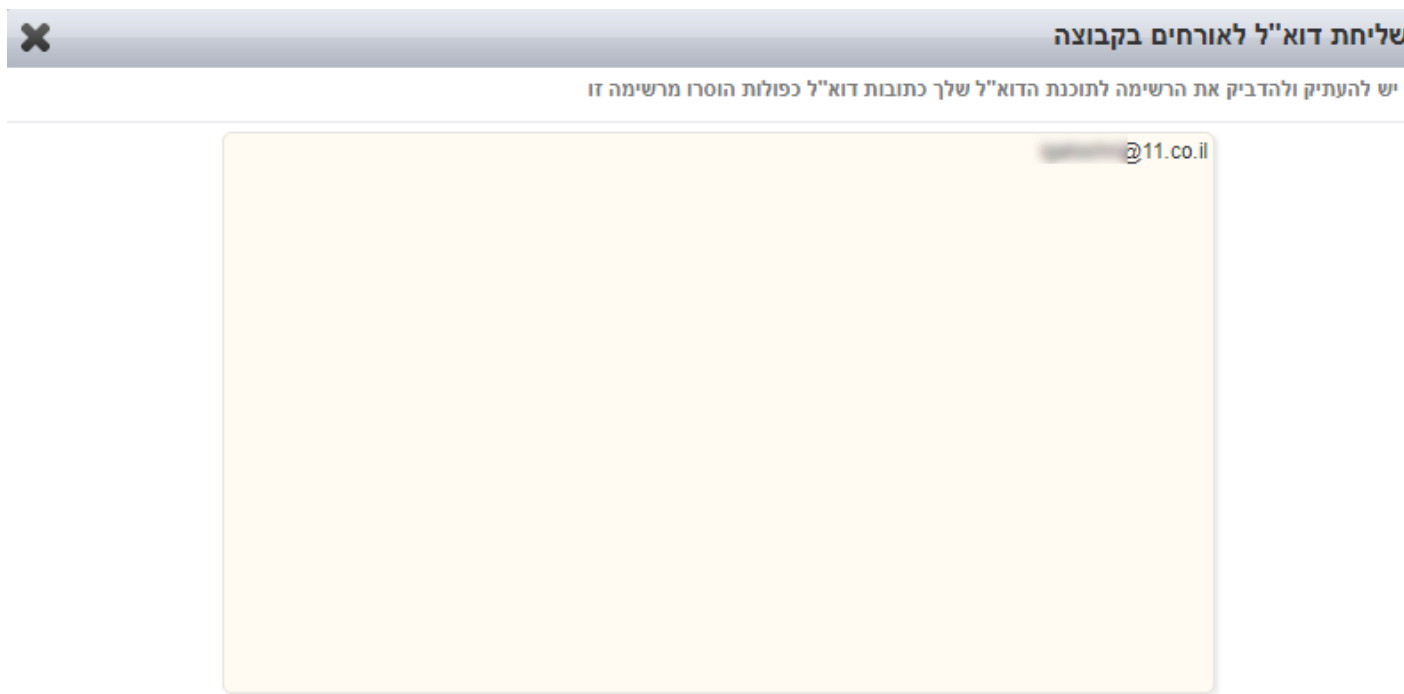 שליחת דוא"ל לאורחים בקבוצה
יש להעתיק ולהדביק את הרשימה לתוכנת הדוא"ל שלך כתובות דוא"ל כפולות הוסרו מרשימה זו
@11.co.il